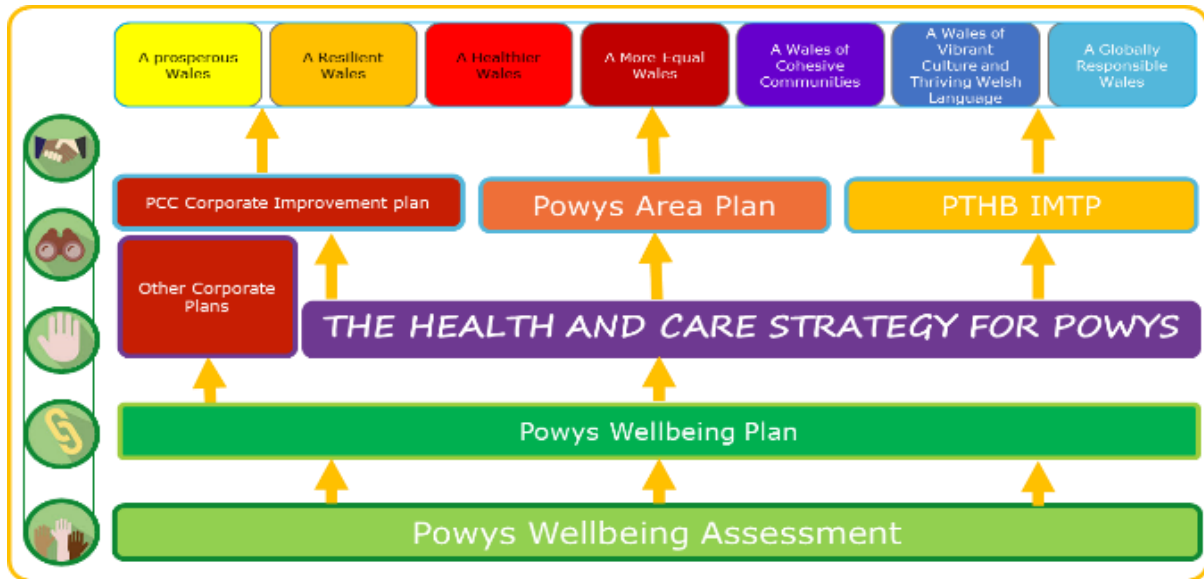 A prosperous
Wales
A Resilient
Wales
A Healthier
Wales
A More Equal
Wales
A Wales of
Cohesive
Communities
A Wales of
Vibrant
Culture and
Thriving Welsh
Language
A Globally
Responsible
Wales
PCC Corporate Improvement plan
Powys Area Plan
PTHB IMTP
Other Corporate
Plans
THE HEALTH AND CARE STRATEGY FOR POWYS
Powys Wellbeing Plan
Powys Wellbeing Assessment